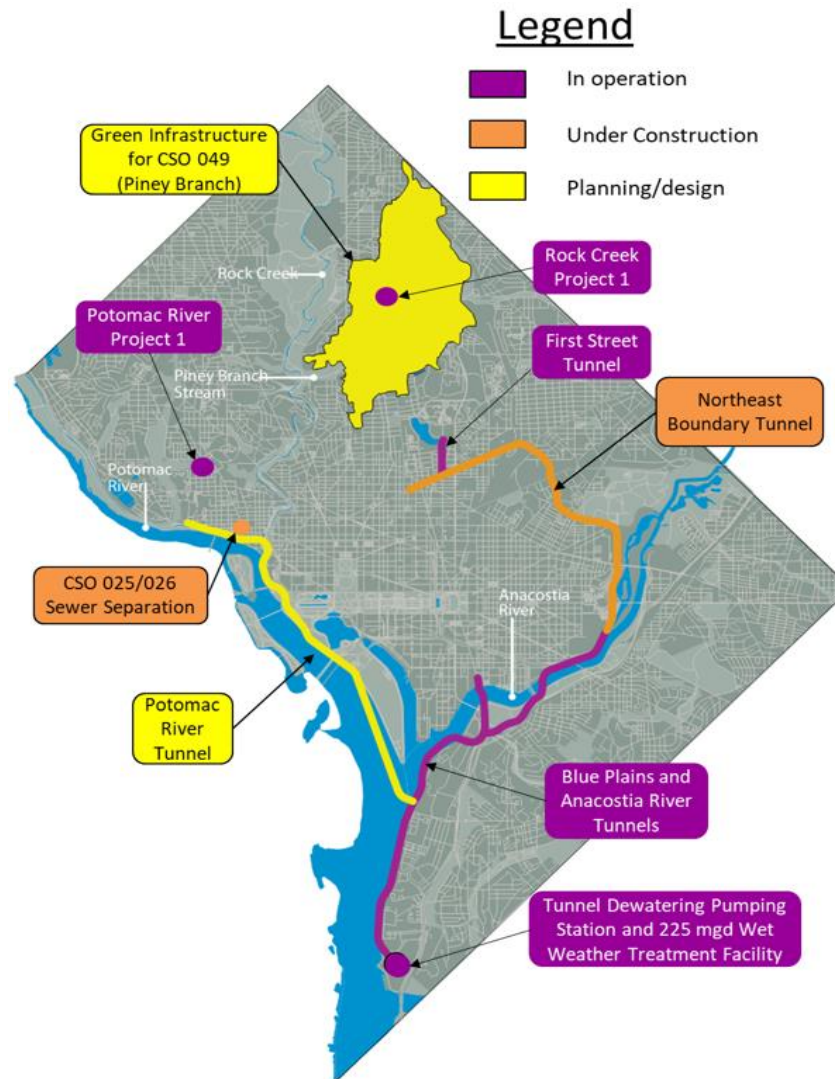 Legend
In operation
Under Construction
Planning/design
Green Infrastructure
for CSO 049
(Piney Branch)
Rock Creek
Rock Creek
Project 1
Potomac River
Project 1
First Street
Tunnel
Piney Branch
Stream
Northeast
Boundary Tunnel
Potomac
River
CSO 025/026
Sewer Separation
Anacostia
River
Potomac
River
Tunnel
Blue Plains and
Anacostia River
Tunnels
Tunnel Dewatering Pumping
Station and 225 mgd Wet
Weather Treatment Facility